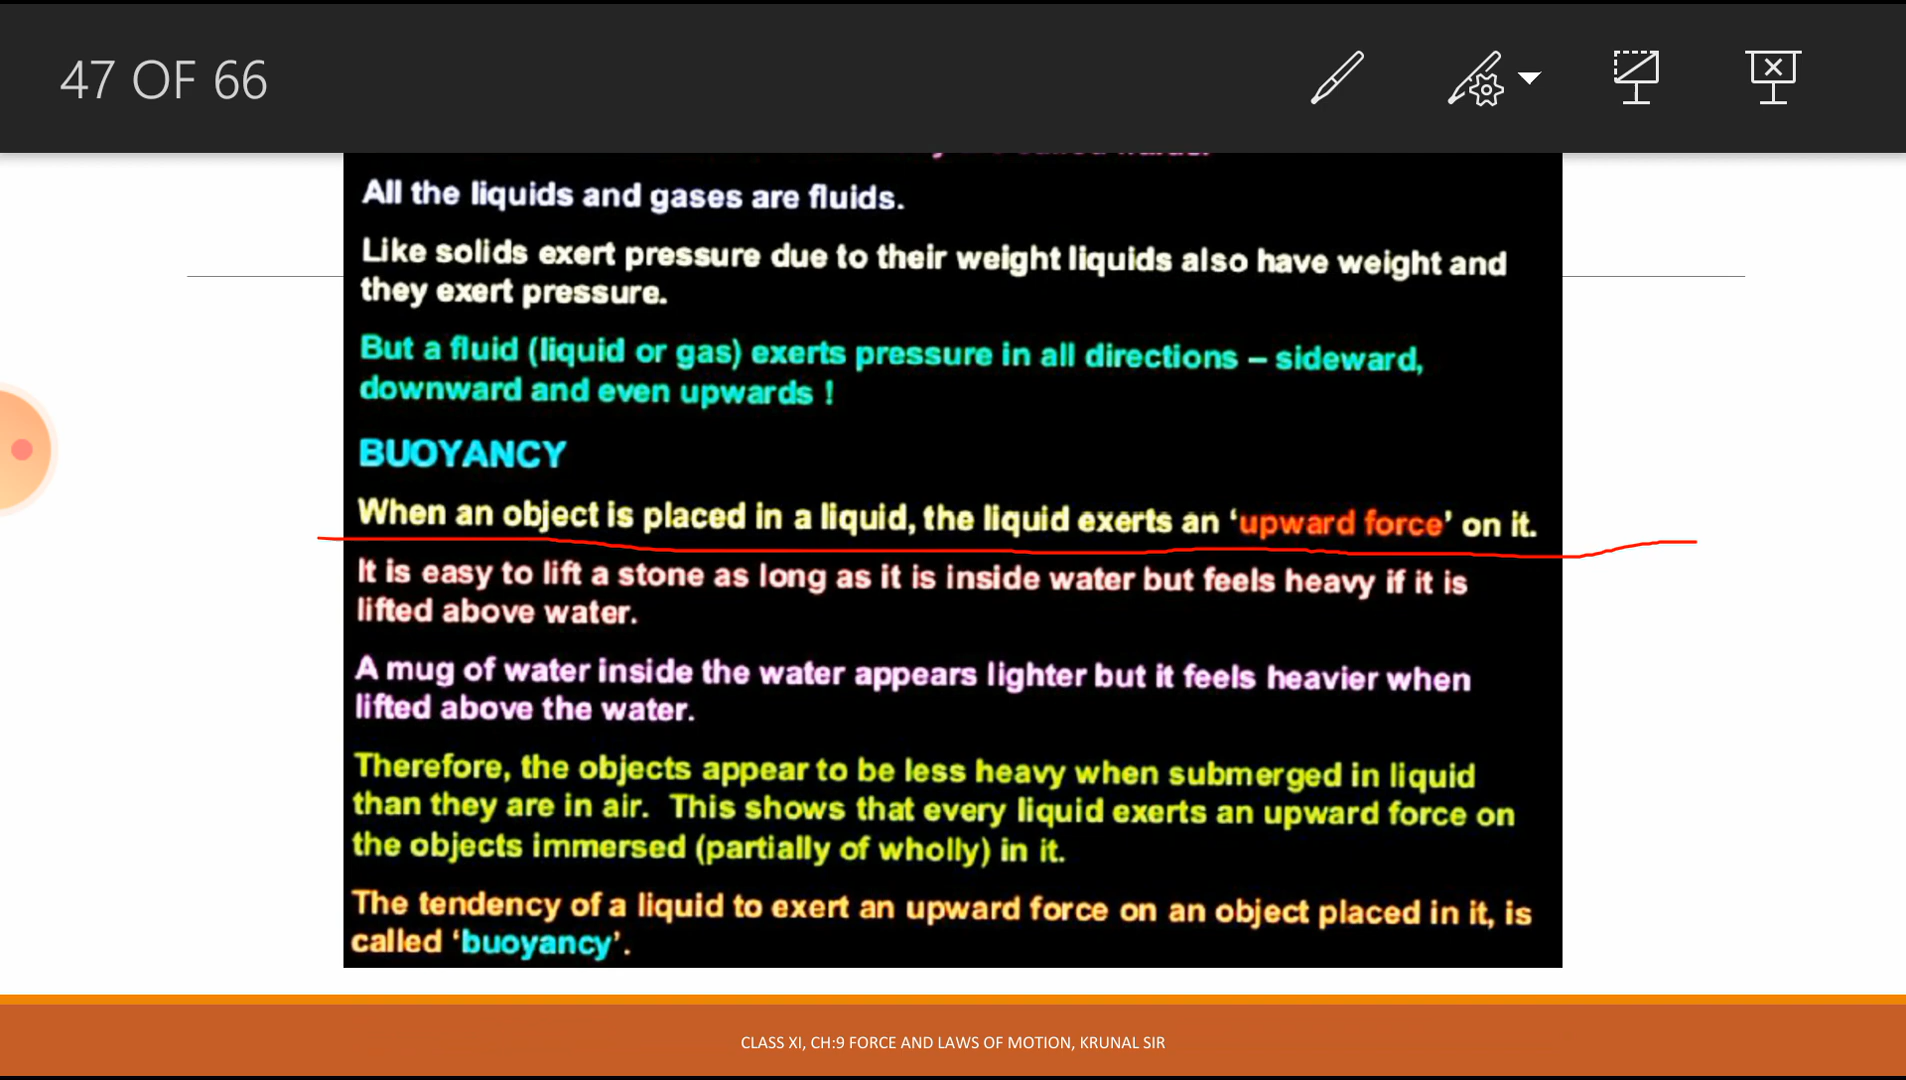 47 OF 66
All the liquids and gases are fluids.
Like solids exert pressure due to their weight liquids also have weight and
they exert pressure.
But a fluid (liquid or gas) exerts pressure in all directions – sideward,
downward and even upwards !
BUOYANCY
When an object is placed in a liquid, the liquid exerts an ‘upward force’ on it.
It is easy to lift a stone as long as it is inside water but feels heavy if it is
lifted above water.
A mug of water inside the water appears lighter but it feels heavier when
lifted above the water.
Therefore, the objects appear to be less heavy when submerged in liquid
than they are in air. This shows that every liquid exerts an upward force on
the objects immersed (partially of wholly) in it.
The tendency of a liquid to exert an upward force on an object placed in it, is
called ‘buoyancy’.
CLASS XI, CH:9 FORCE AND LAWS OF MOTION, KRUNAL SIR